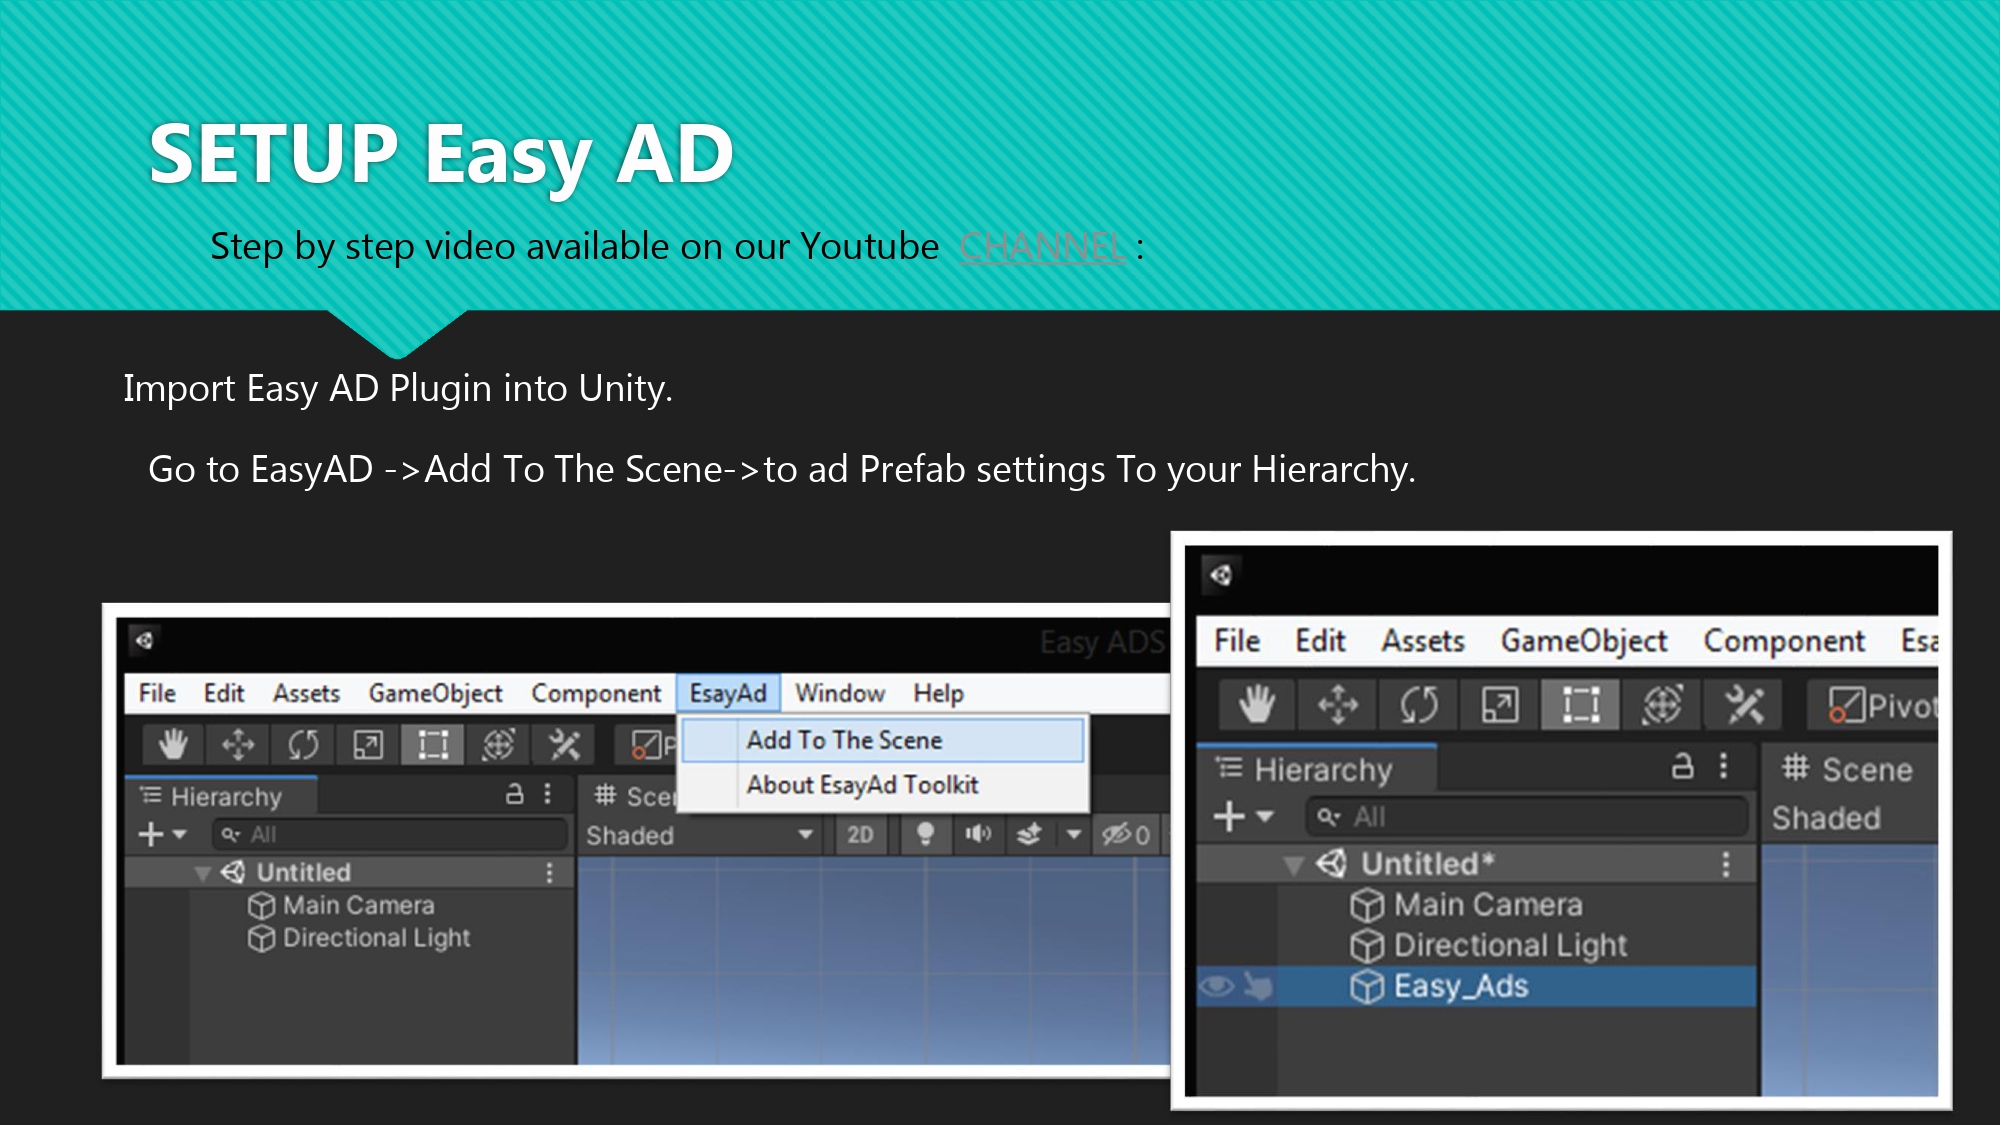 SETUP Easy AD
Step by step video available on our Youtube CHANNEL :
Import Easy AD Plugin into Unity.
Go to EasyAD ->Add To The Scene->to ad Prefab settings To your Hierarchy.
Easy ADS
File Edit Assets GameObject Component EsayAd Window Help
Add To The Scene
About EsayAd Toolkit
Hierarchy
All
Shaded 2D 0
Untitled
Main Camera
Directional Light
File Edit Assets GameObject Component Esa
Pivot
Hierarchy Scene
All Shaded
Untitled*
Main Camera
Directional Light
Easy_Ads